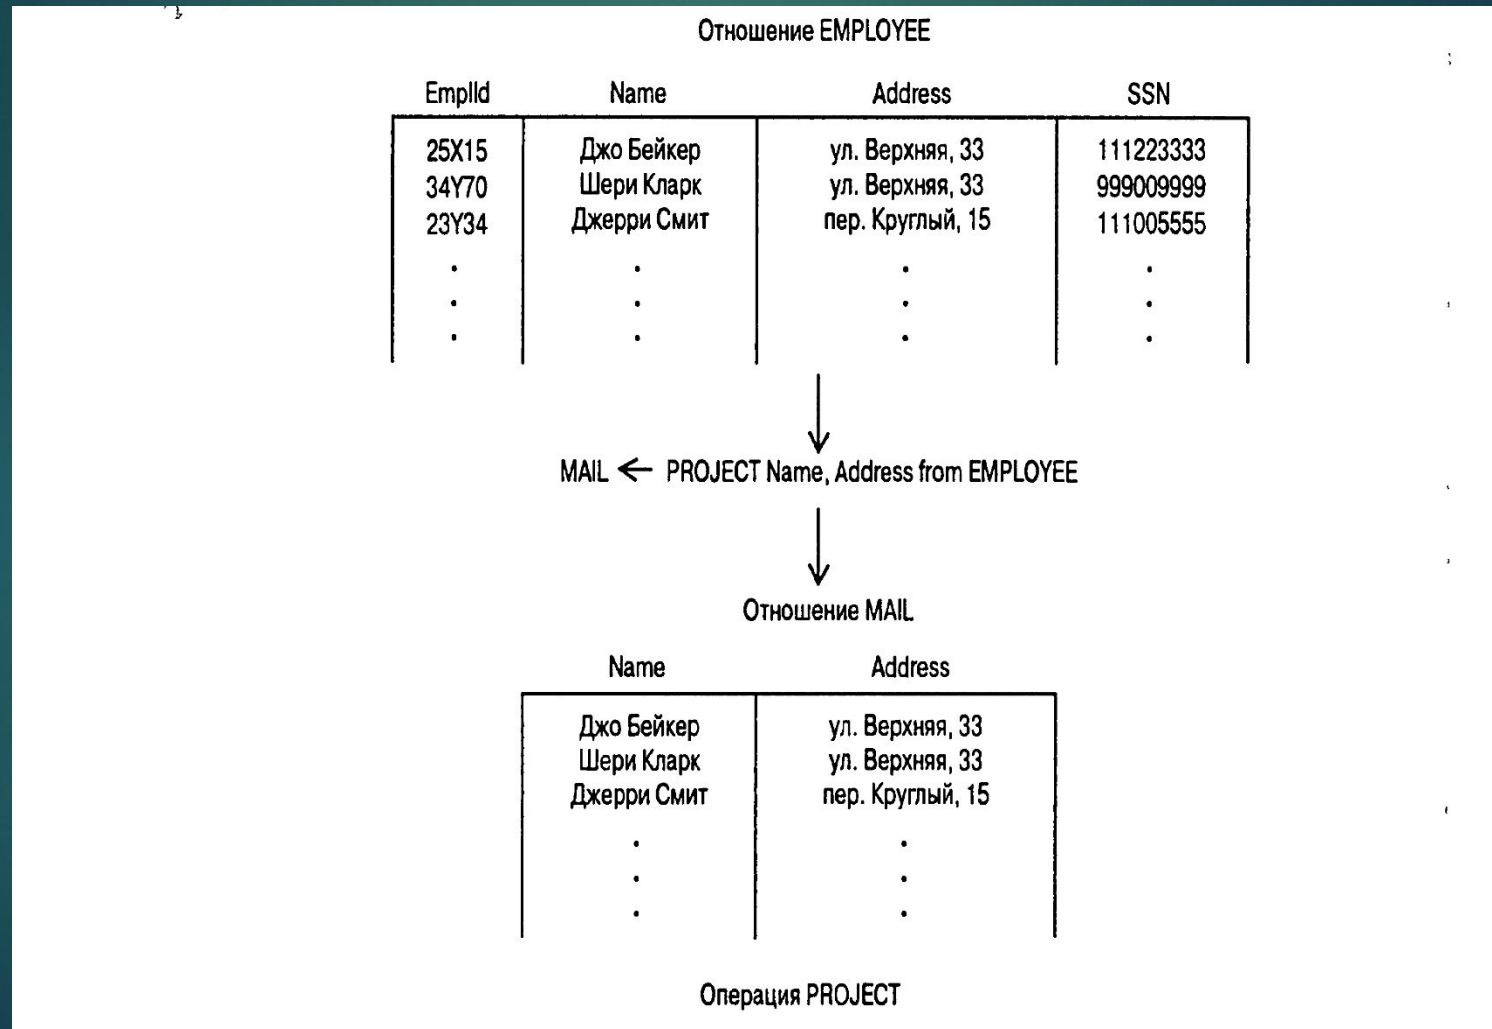 Отношение EMPLOYEE
EmplId Name Address SSN
25X15 Джо Бейкер ул. Верхняя, 33 111223333
34Y70 Шери Кларк ул. Верхняя, 33 999009999
23Y34 Джерри Смит пер. Круглый, 15 111005555
MAIL ← PROJECT Name, Address from EMPLOYEE
Отношение MAIL
Name Address
Джо Бейкер ул. Верхняя, 33
Шери Кларк ул. Верхняя, 33
Джерри Смит пер. Круглый, 15
Операция PROJECT